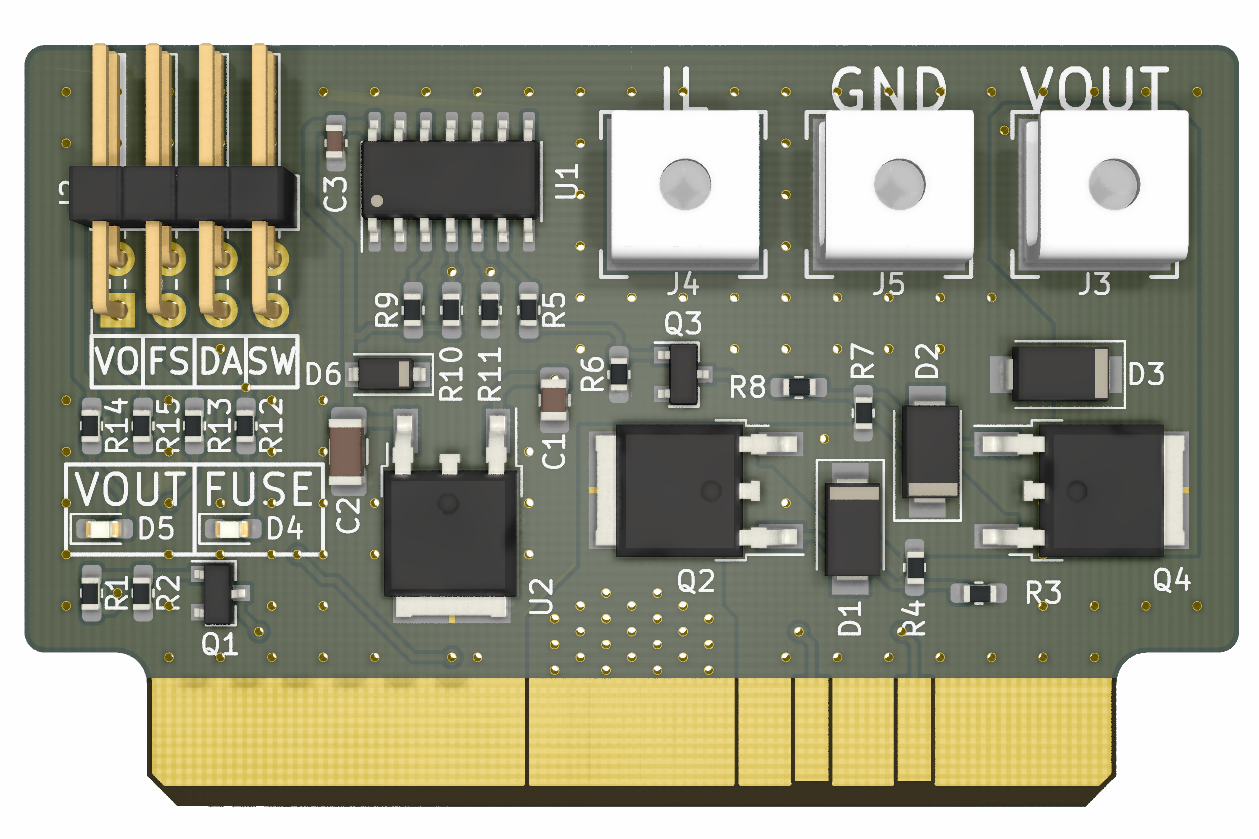 IL GND VOUT
C3
U1
J4 J5 J3
R9
R5
Q3
VO FS DA SW
D6
R10
R11
R6
R8
R7
D2
D3
R14
R15
R13
R12
C1
VOUT FUSE
D5 D4
C2
R1
R2
U2
Q2
D1
R4
R3
Q4
Q1